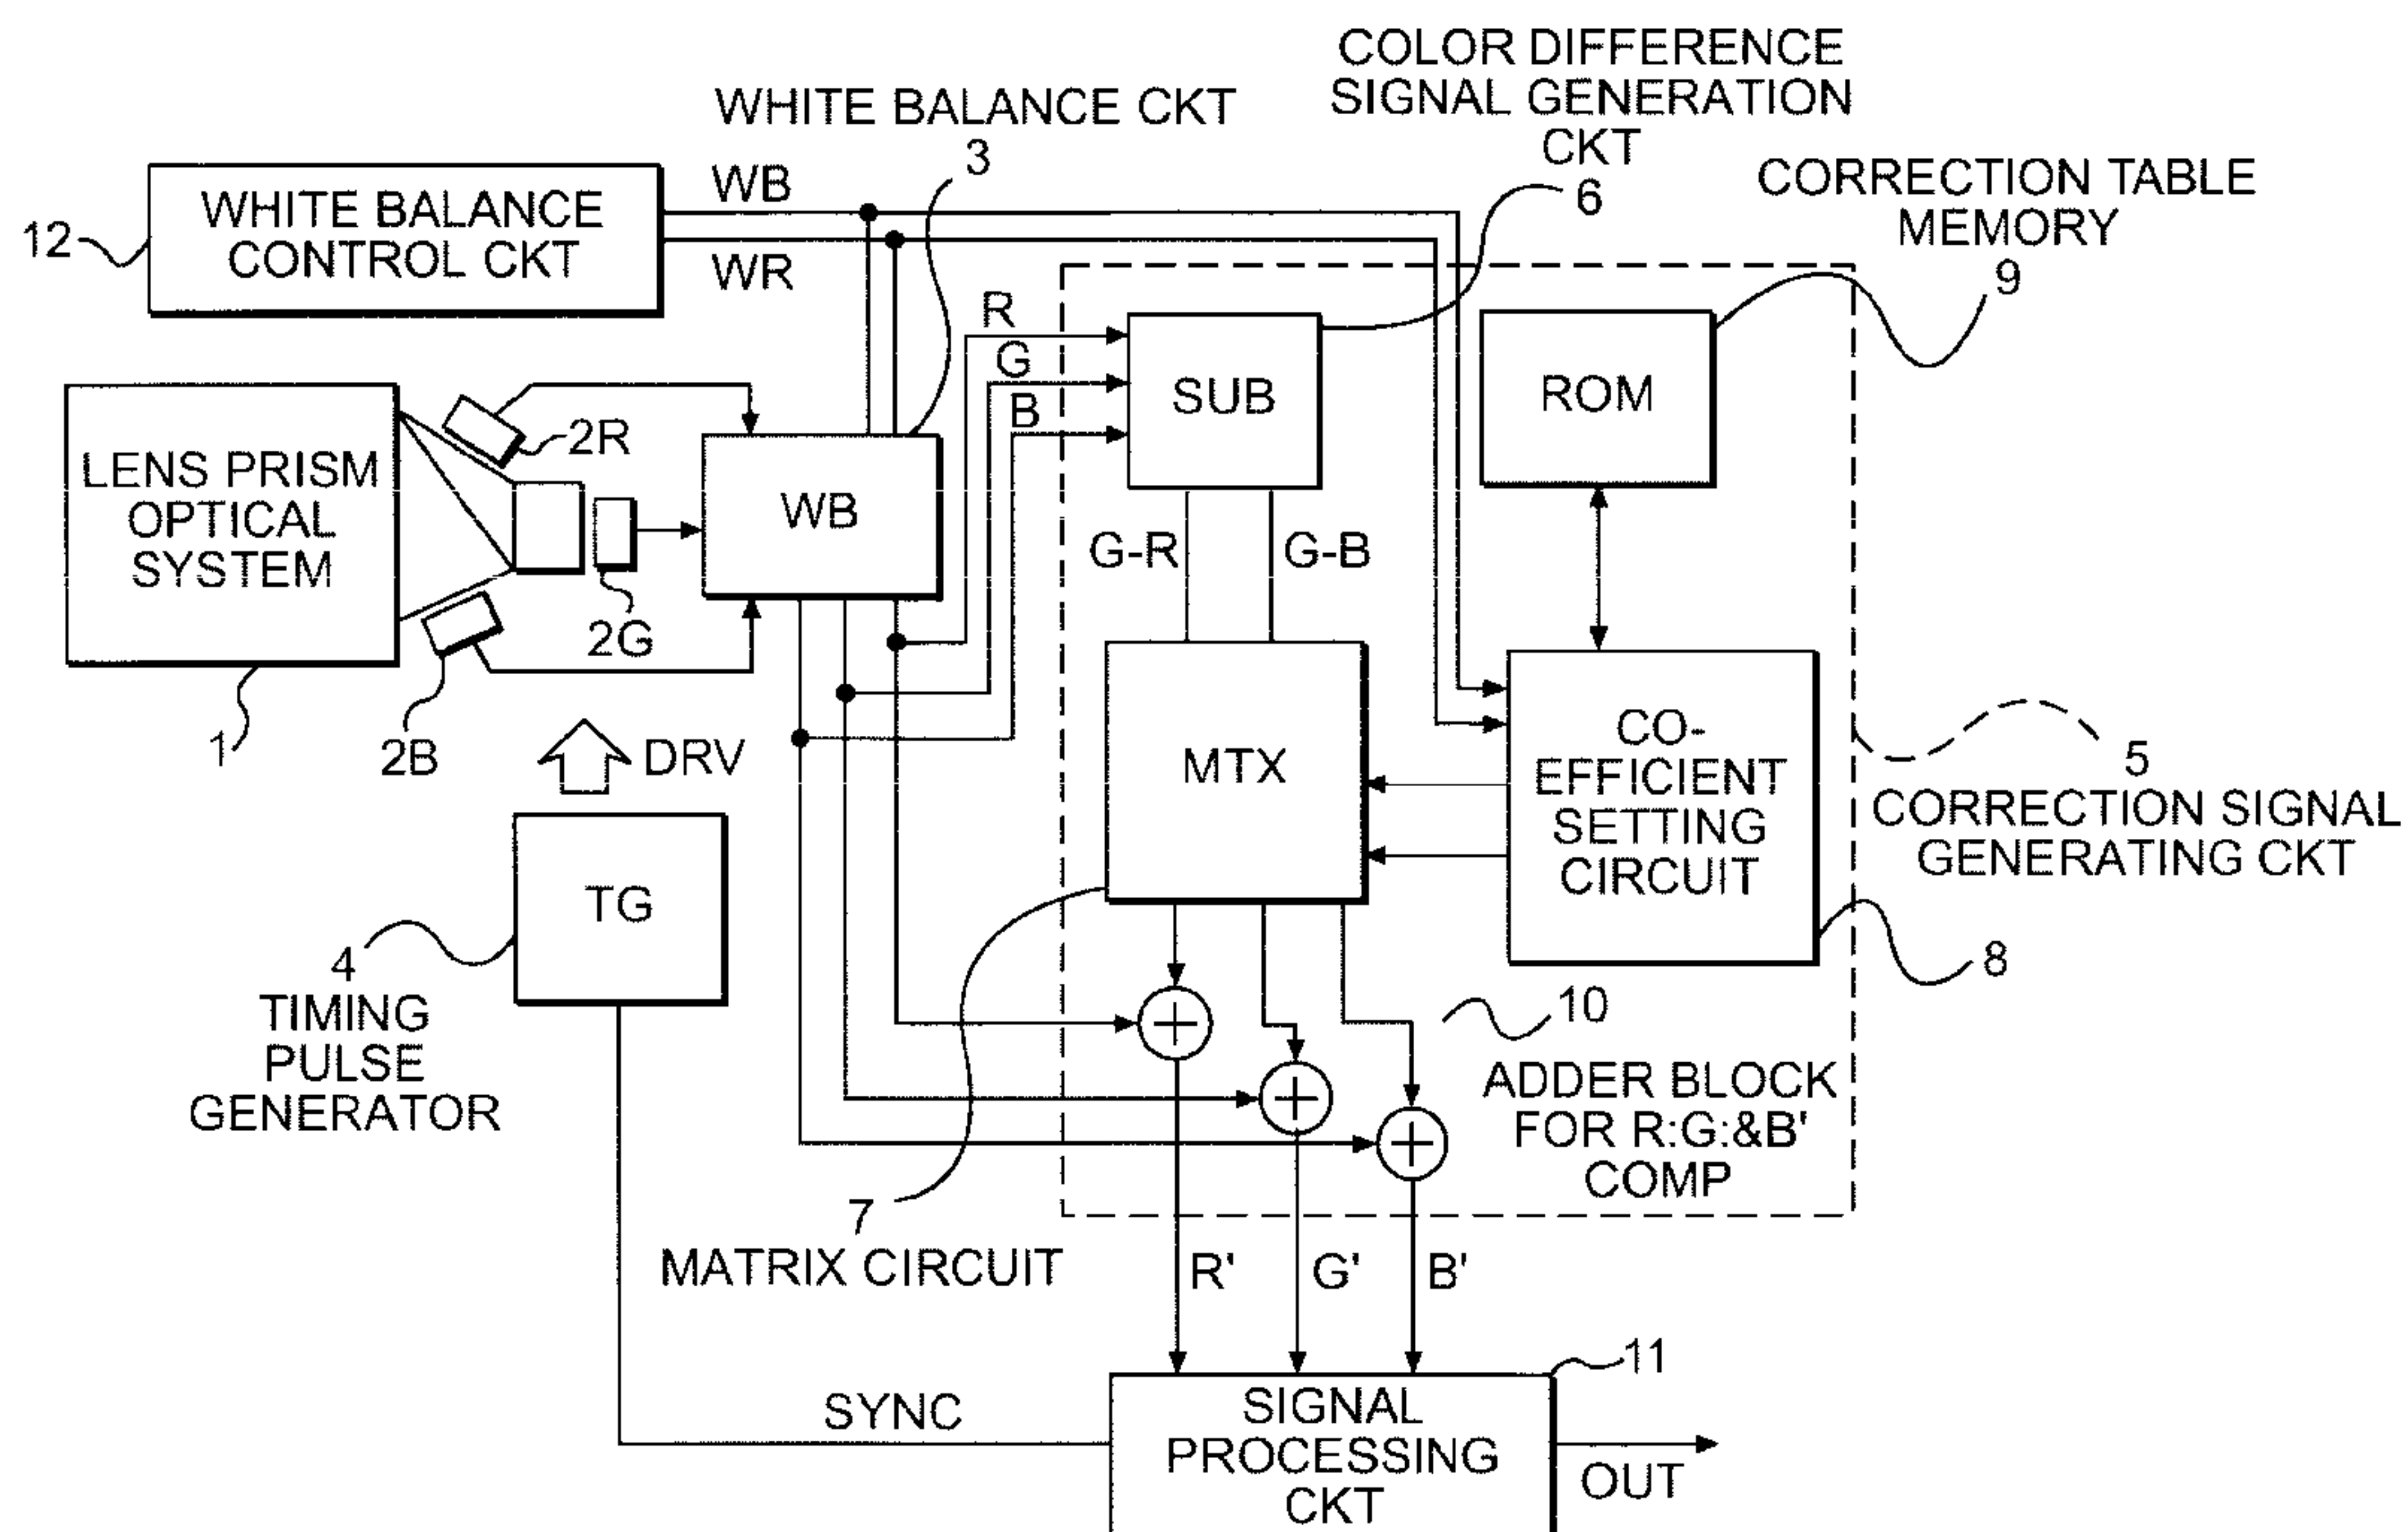 COLOR DIFFERENCE
SIGNAL GENERATION
CKT
6
WHITE BALANCE CKT
3
CORRECTION TABLE
MEMORY
9
12
WHITE BALANCE
CONTROL CKT
WB
WR
R
G
B
SUB
ROM
LENS PRISM
OPTICAL
SYSTEM
1
2R
2G
2B
WB
G-R
G-B
DRV
MTX
CO-
EFFICIENT
SETTING
CIRCUIT
5
CORRECTION SIGNAL
GENERATING CKT
8
TG
4
TIMING
PULSE
GENERATOR
10
ADDER BLOCK
FOR R:G:&B'
COMP
7
MATRIX CIRCUIT
R'
G'
B'
11
SYNC
SIGNAL
PROCESSING
CKT
OUT